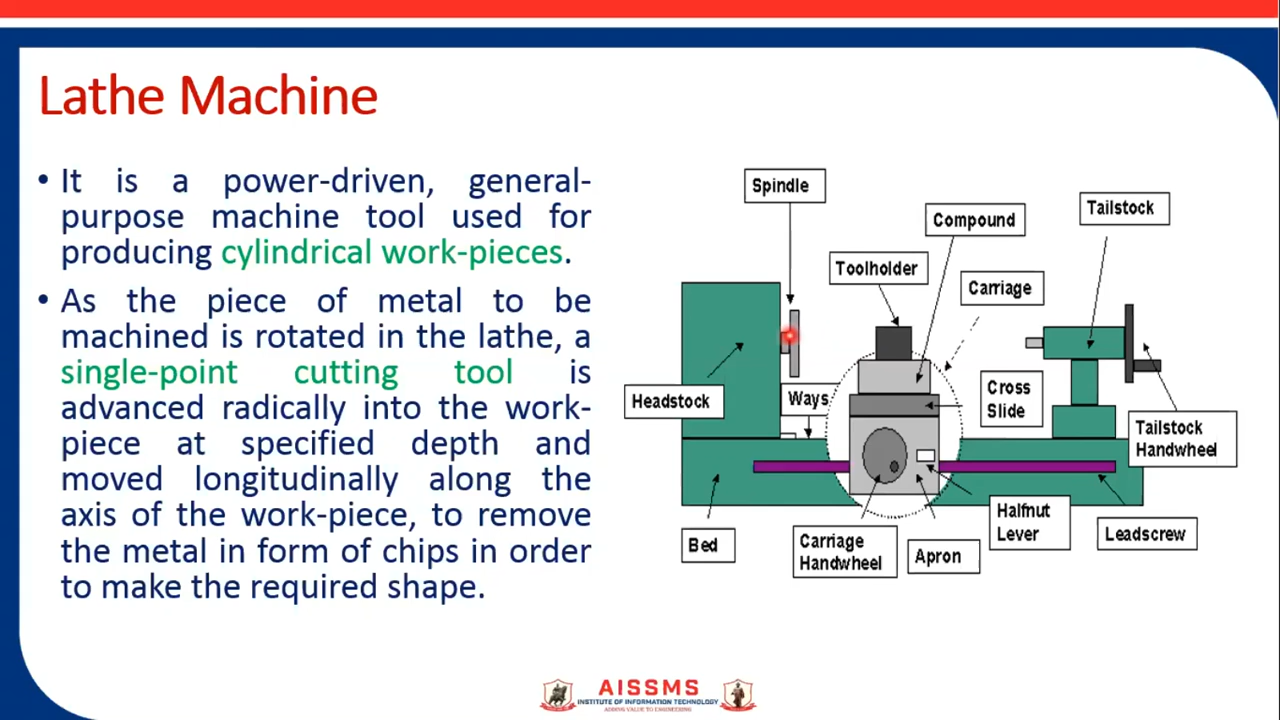 Lathe Machine
• It is a power-driven, general-
purpose machine tool used for
producing cylindrical work-pieces.
• As the piece of metal to be
machined is rotated in the lathe, a
single-point cutting tool is
advanced radically into the work-
piece at specified depth and
moved longitudinally along the
axis of the work-piece, to remove
the metal in form of chips in order
to make the required shape.
Spindle
Compound
Tailstock
Toolholder
Carriage
Headstock
Ways
Cross
Slide
Tailstock
Handwheel
Bed
Carriage
Handwheel
Apron
Halfnut
Lever
Leadscrew
AISSMS
INSTITUTE OF INFORMATION TECHNOLOGY
ADDING VALUE TO ENGINEERING